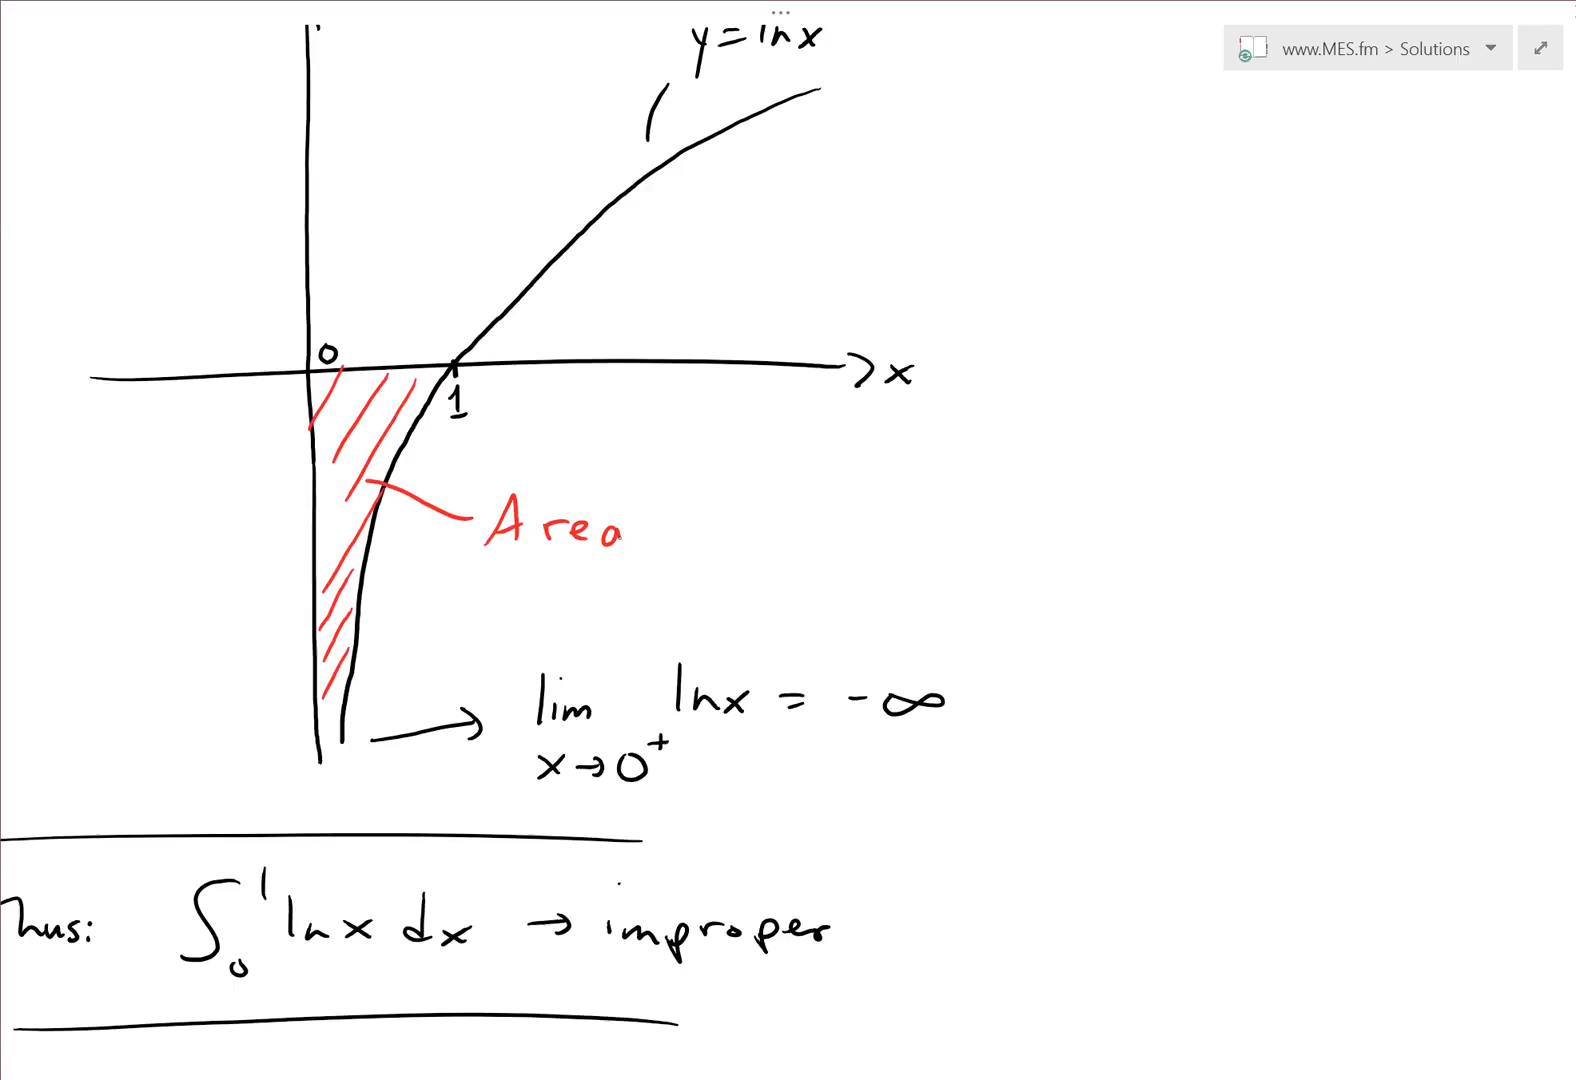 y = ln x
www.MES.fm > Solutions
0
x
1
Area
lim x→0⁺ ln x = -∞
hus: ∫₀¹ ln x dx → improper